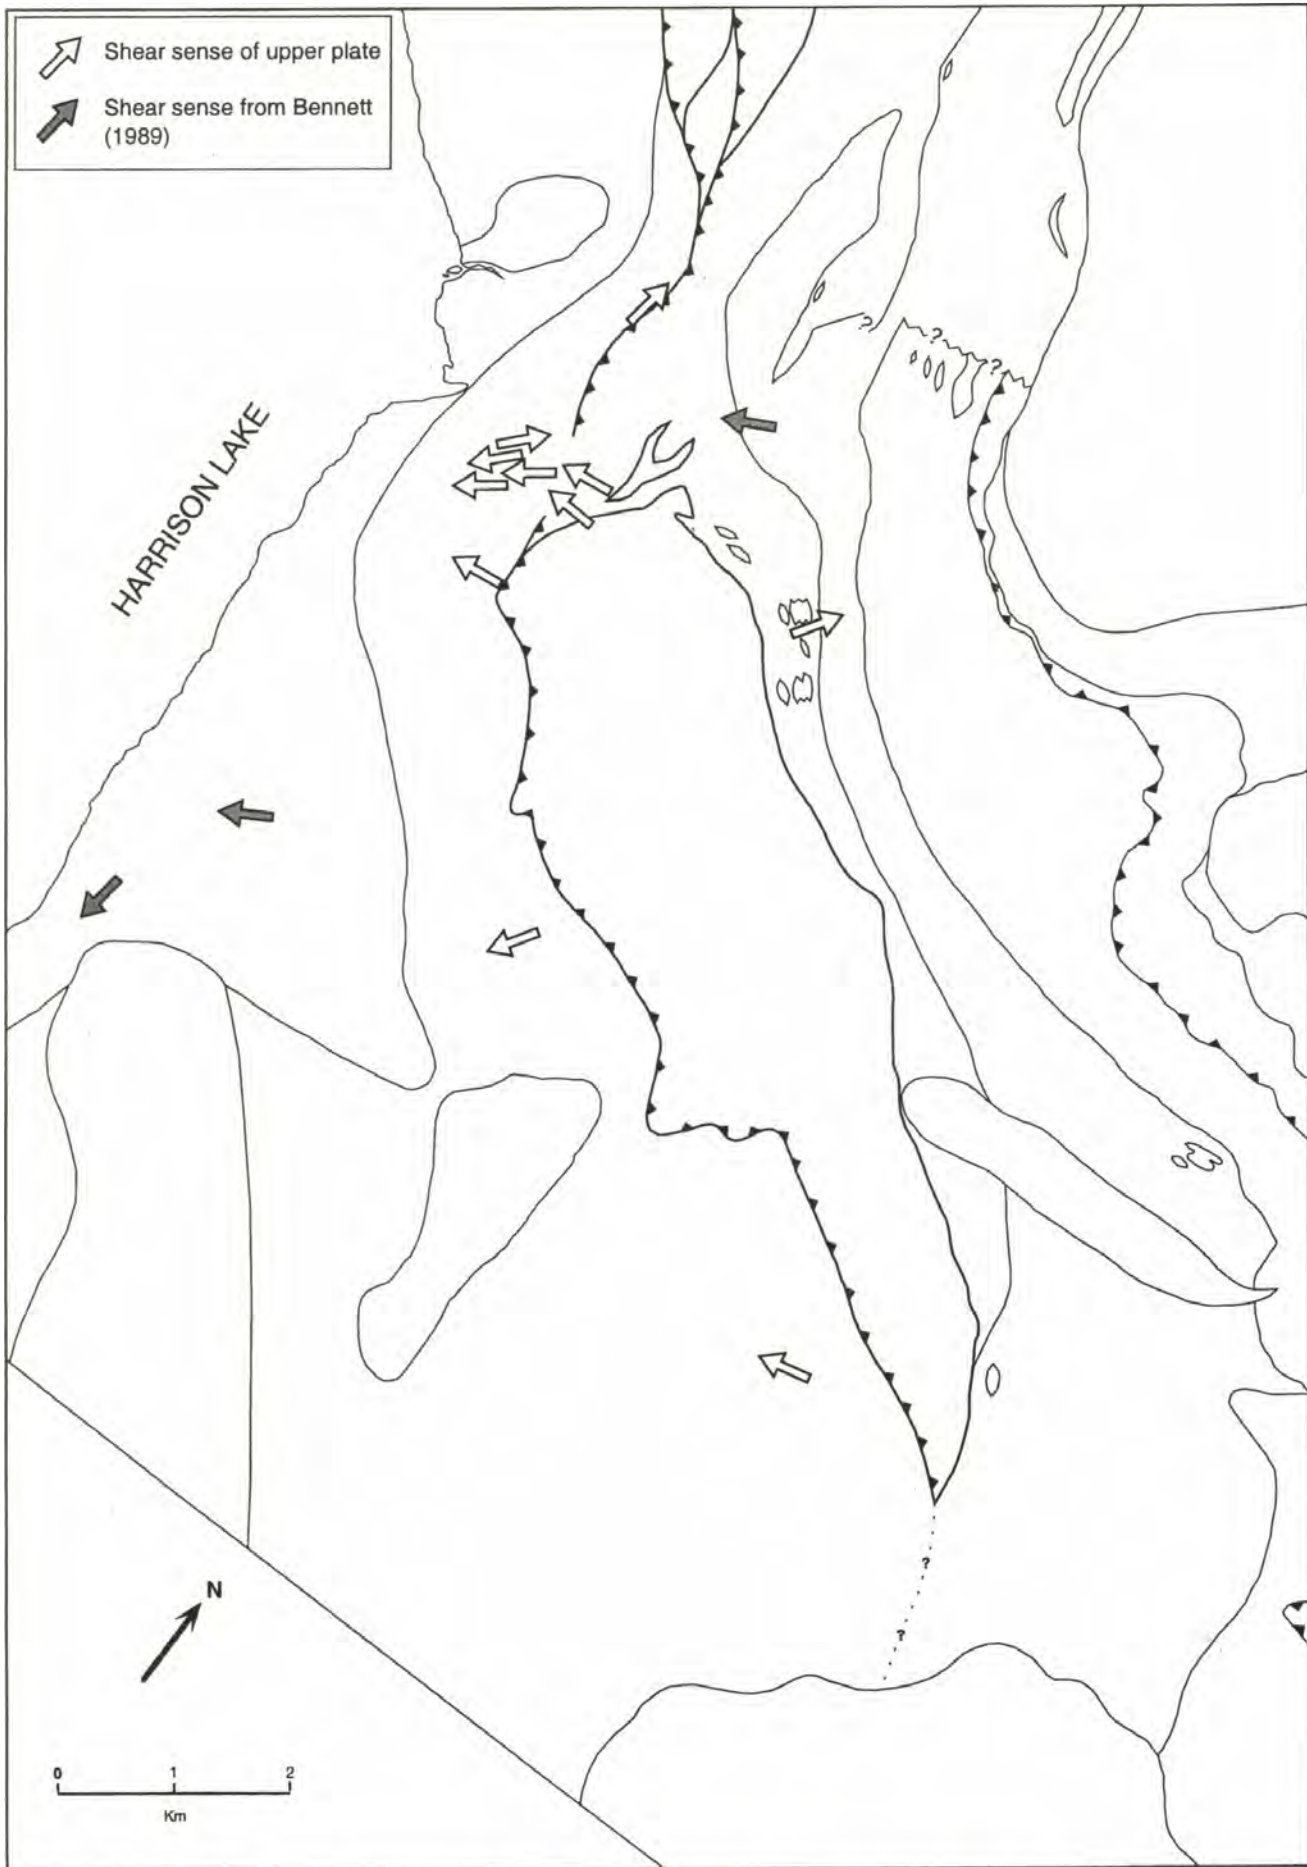 Shear sense of upper plate
Shear sense from Bennett
(1989)
?
?
?
HARRISON LAKE
?
N
?
0 1 2
Km